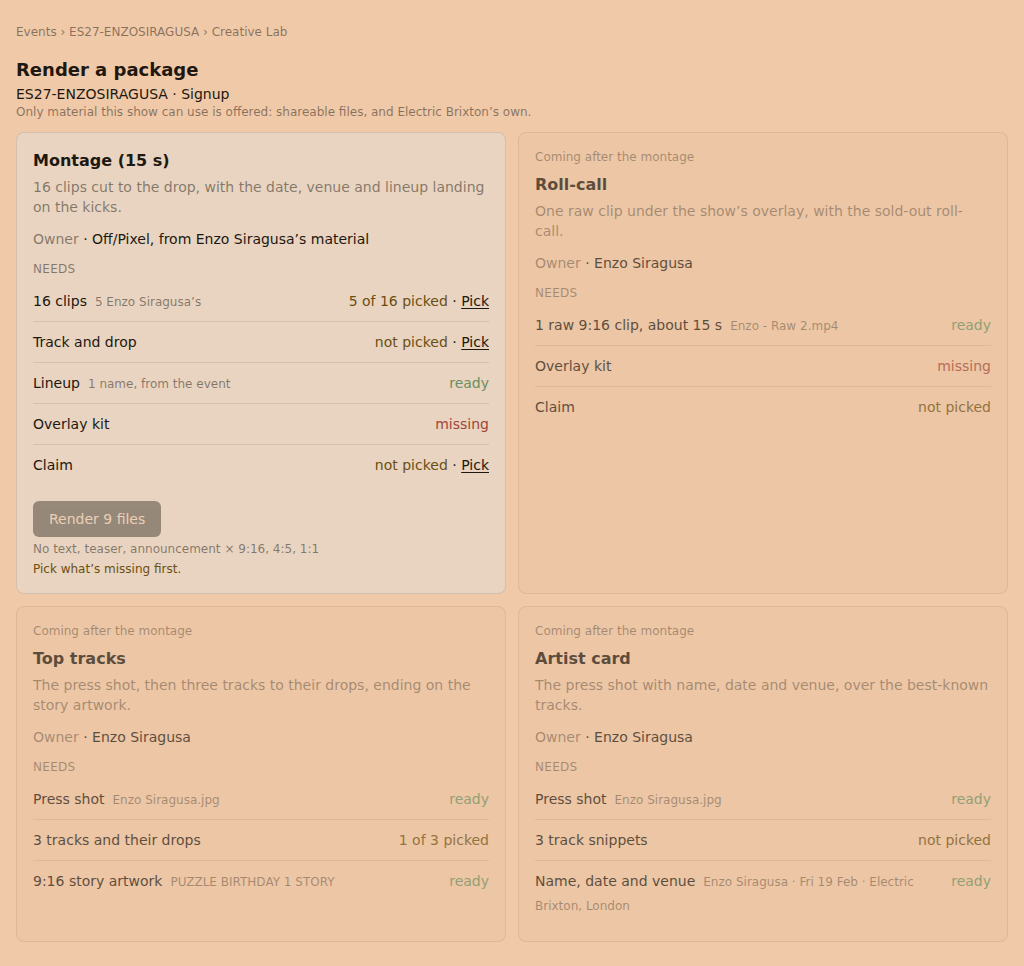 Events › ES27-ENZOSIRAGUSA › Creative Lab
Render a package
ES27-ENZOSIRAGUSA · Signup
Only material this show can use is offered: shareable files, and Electric Brixton’s own.
Montage (15 s)
16 clips cut to the drop, with the date, venue and lineup landing
on the kicks.
Owner · Off/Pixel, from Enzo Siragusa’s material
NEEDS
16 clips 5 Enzo Siragusa’s 5 of 16 picked · Pick
Track and drop not picked · Pick
Lineup 1 name, from the event ready
Overlay kit missing
Claim not picked · Pick
Render 9 files
No text, teaser, announcement × 9:16, 4:5, 1:1
Pick what’s missing first.
Coming after the montage
Roll-call
One raw clip under the show’s overlay, with the sold-out roll-
call.
Owner · Enzo Siragusa
NEEDS
1 raw 9:16 clip, about 15 s Enzo - Raw 2.mp4 ready
Overlay kit missing
Claim not picked
Coming after the montage
Top tracks
The press shot, then three tracks to their drops, ending on the
story artwork.
Owner · Enzo Siragusa
NEEDS
Press shot Enzo Siragusa.jpg ready
3 tracks and their drops 1 of 3 picked
9:16 story artwork PUZZLE BIRTHDAY 1 STORY ready
Coming after the montage
Artist card
The press shot with name, date and venue, over the best-known
tracks.
Owner · Enzo Siragusa
NEEDS
Press shot Enzo Siragusa.jpg ready
3 track snippets not picked
Name, date and venue Enzo Siragusa · Fri 19 Feb · Electric ready
Brixton, London